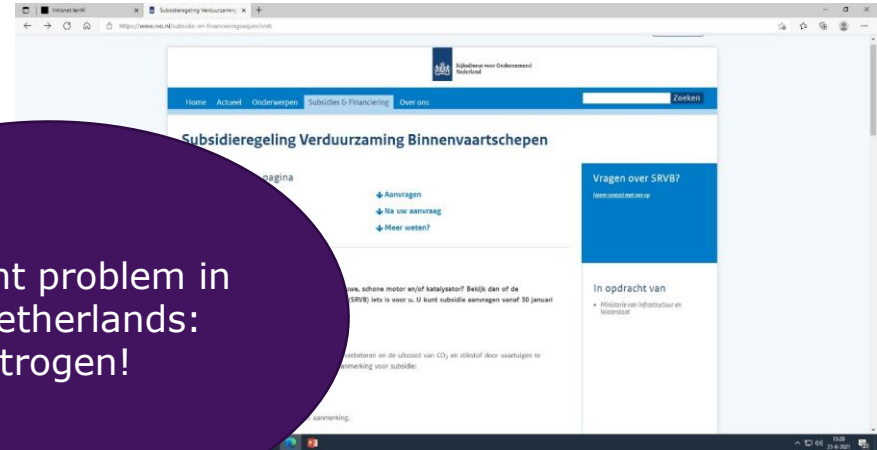 Intranet IenW
Subsidieregeling Verduurzaming
https://www.rvo.nl/subsidie-en-financieringswijzer/srvb
Rijksdienst voor Ondernemend
Nederland
Home Actueel Onderwerpen Subsidies & Financiering Over ons
Zoeken
Subsidieregeling Verduurzaming Binnenvaartschepen
pagina
Aanvragen
Na uw aanvraag
Meer weten?
Vragen over SRVB?
Neem contact met ons op
uwe, schone motor en/of katalysator? Bekijk dan of de
(SRVB) iets is voor u. U kunt subsidie aanvragen vanaf 30 januari
In opdracht van
Ministerie van Infrastructuur en
Waterstaat
verbeteren en de uitstoot van CO₂ en stikstof door vaartuigen te
anmerking voor subsidie:
aanmerking.
nt problem in
etherlands:
trogen!
25-6-2021